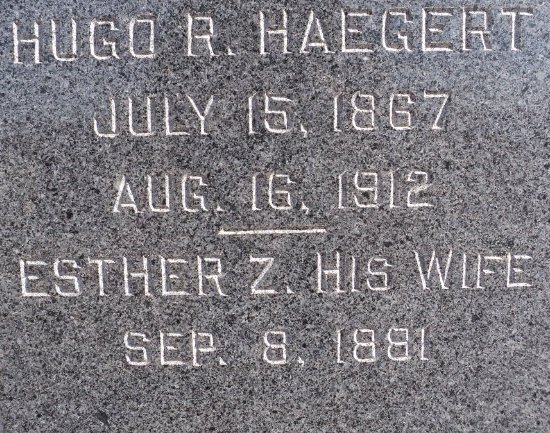 HUGO R. HAEGERT
JULY 15, 1867
AUG. 16, 1912
ESTHER Z. HIS WIFE
SEP. 8, 1881